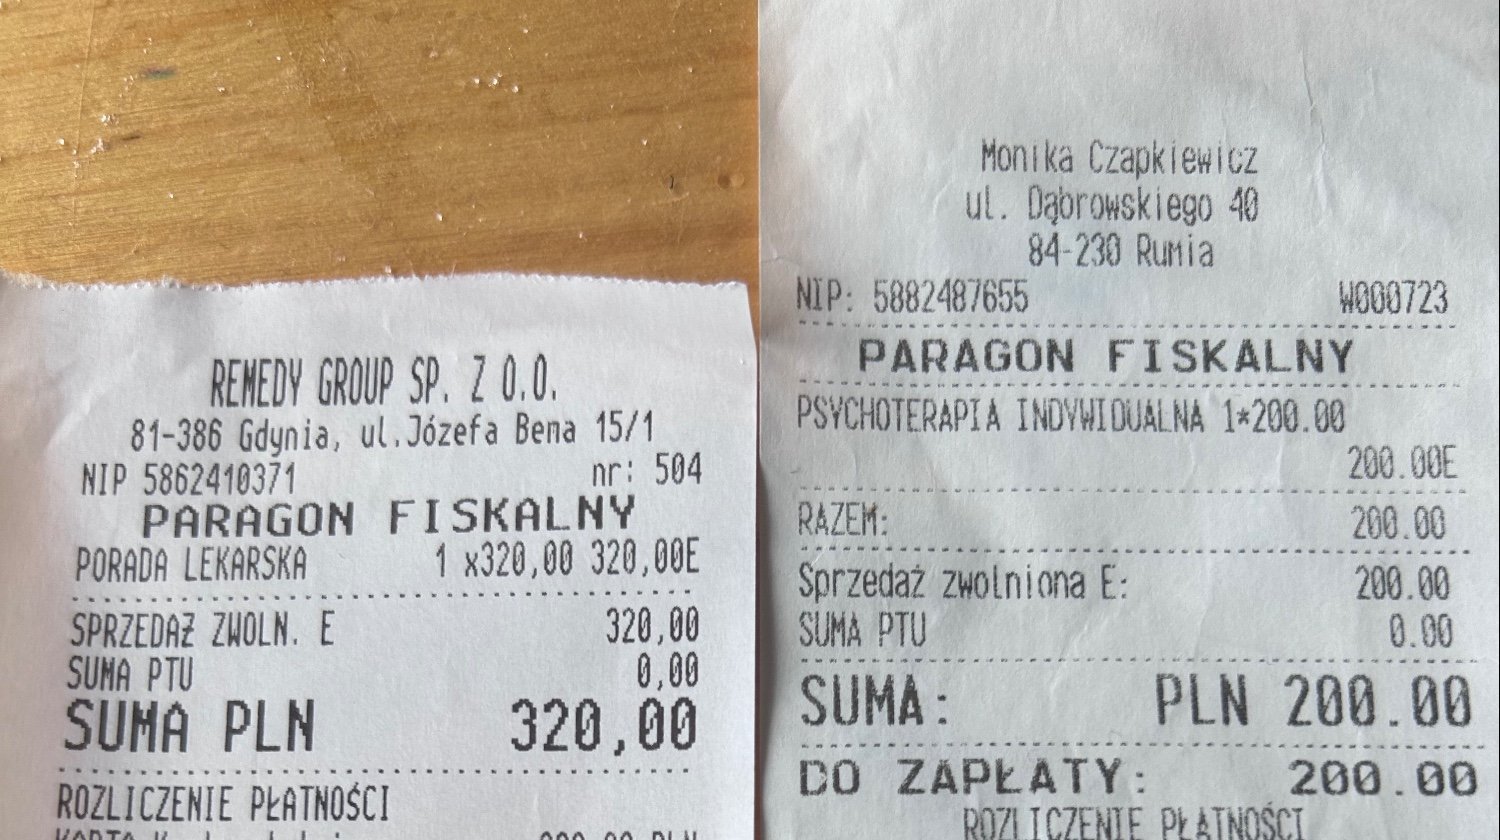 REMEDY GROUP SP. Z O.O.
81-386 Gdynia, ul.Józefa Bema 15/1
NIP 5862410371 nr: 504
PARAGON FISKALNY
PORADA LEKARSKA 1 x320,00 320,00E
SPRZEDAŻ ZWOLN. E 320,00
SUMA PTU 0,00
SUMA PLN 320,00
ROZLICZENIE PŁATNOŚCI
Monika Czapkiewicz
ul. Dąbrowskiego 40
84-230 Rumia
NIP: 5882487655 W000723
PARAGON FISKALNY
PSYCHOTERAPIA INDYWIDUALNA 1*200.00
200.00E
RAZEM: 200.00
Sprzedaż zwolniona E: 200.00
SUMA PTU 0.00
SUMA: PLN 200.00
DO ZAPŁATY: 200.00
ROZLICZENIE PŁATNOŚCI